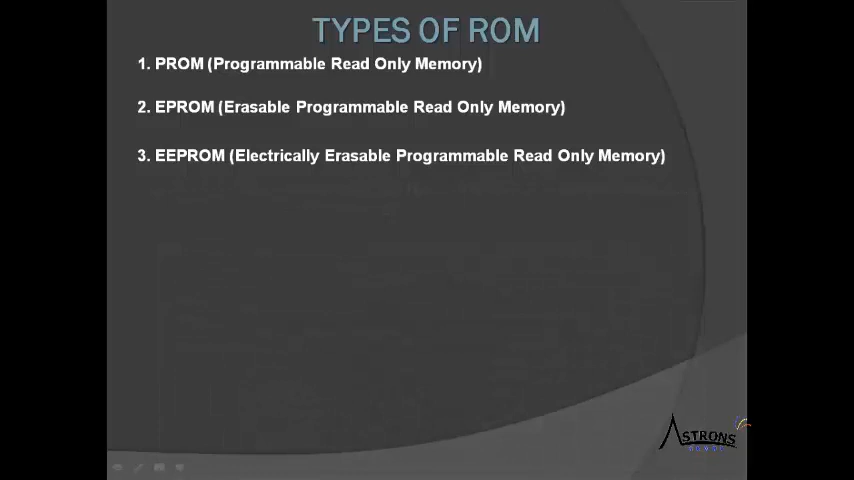 TYPES OF ROM
1. PROM (Programmable Read Only Memory)
2. EPROM (Erasable Programmable Read Only Memory)
3. EEPROM (Electrically Erasable Programmable Read Only Memory)
ASTRONS